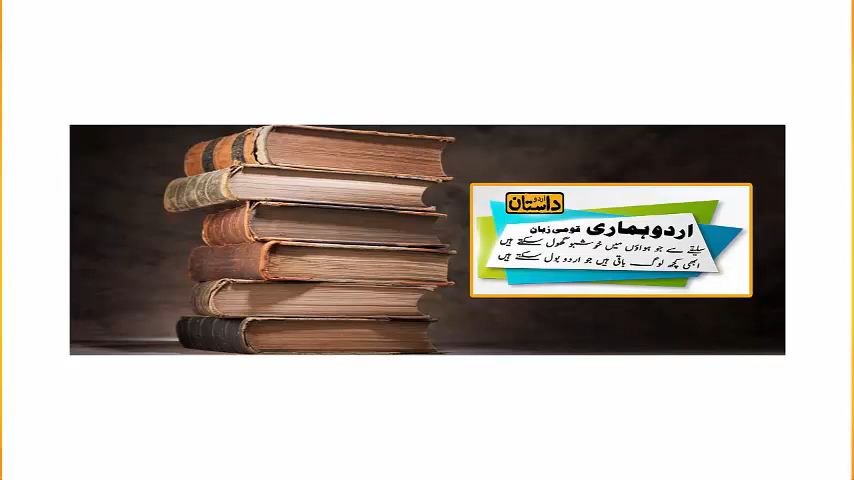 اردو داستان
اردو ہماری قومی زبان
سلیقے سے جو ہواؤں میں خوشبو گھول سکتے ہیں
ابھی کچھ لوگ باقی ہیں جو اردو بول سکتے ہیں